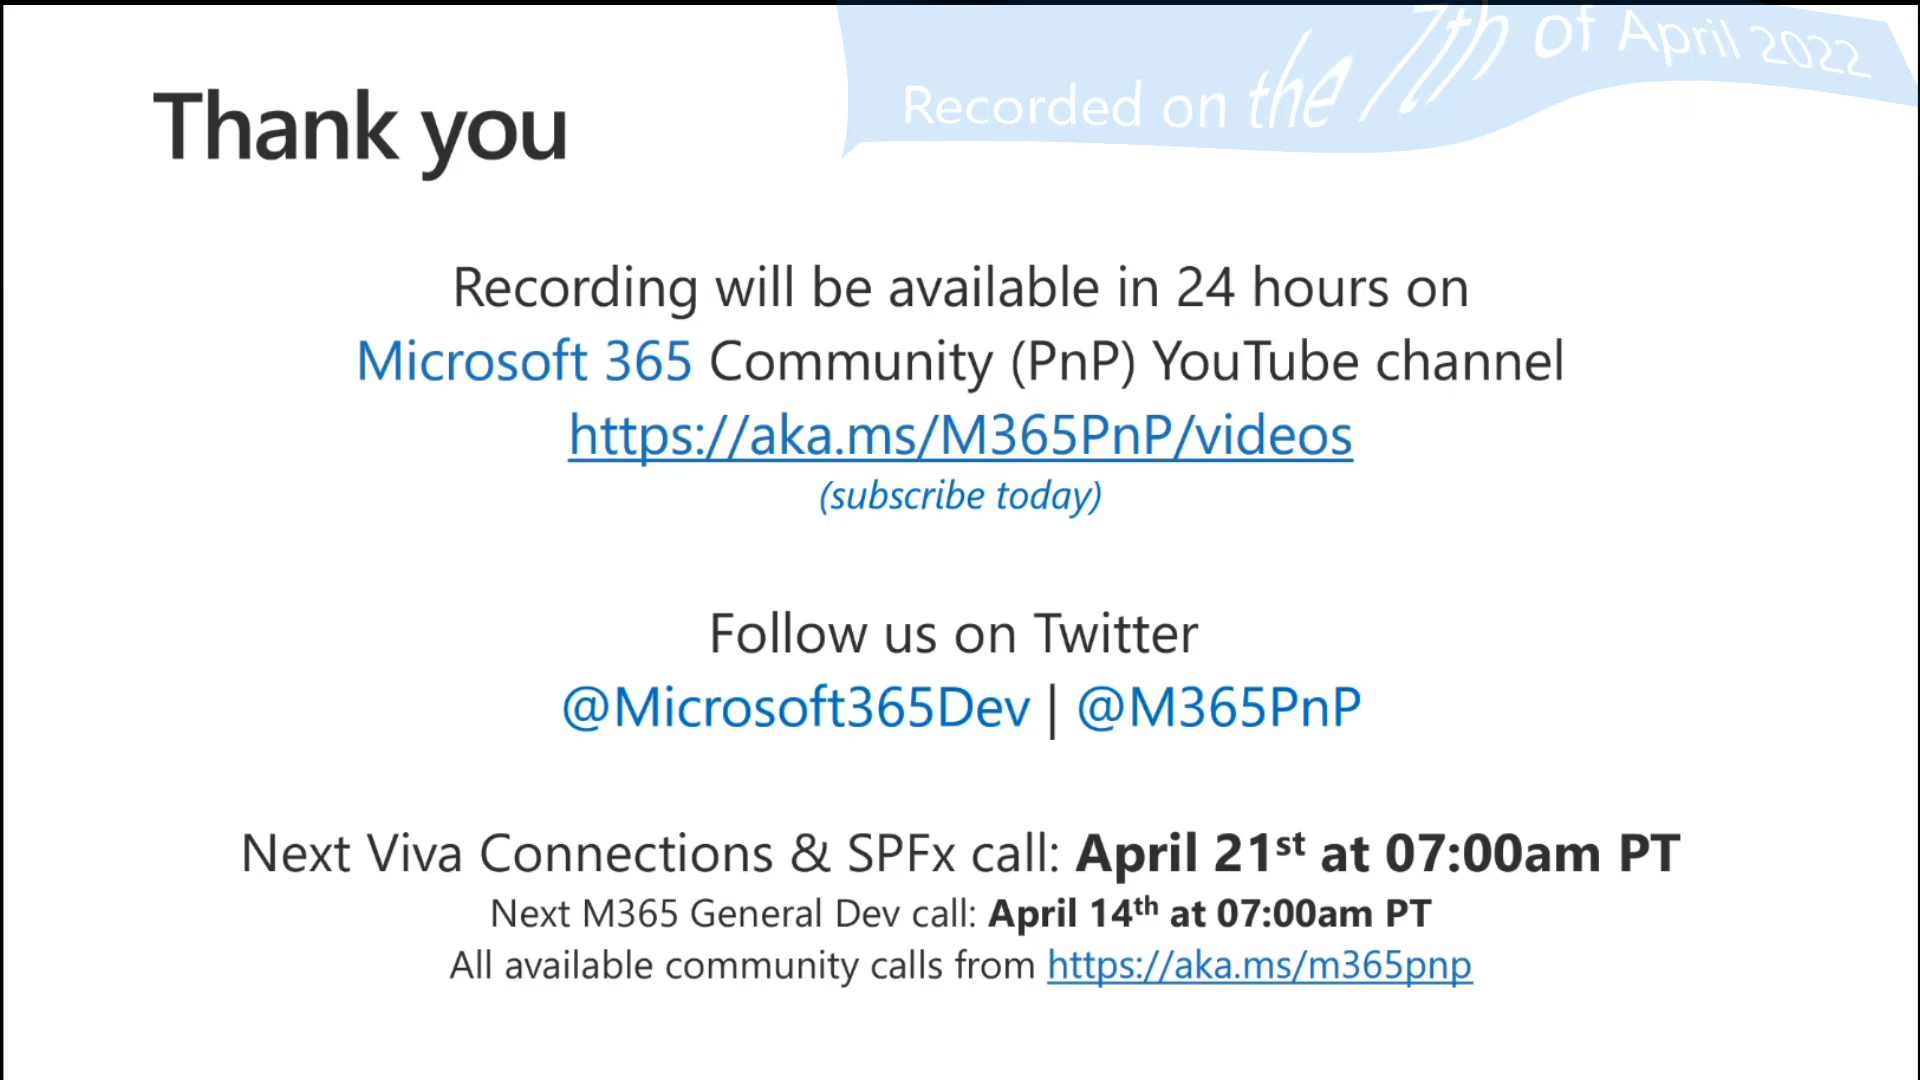 Recorded on the 7th of April 2022
Thank you
Recording will be available in 24 hours on
Microsoft 365 Community (PnP) YouTube channel
https://aka.ms/M365PnP/videos
(subscribe today)
Follow us on Twitter
@Microsoft365Dev | @M365PnP
Next Viva Connections & SPFx call: April 21st at 07:00am PT
Next M365 General Dev call: April 14th at 07:00am PT
All available community calls from https://aka.ms/m365pnp